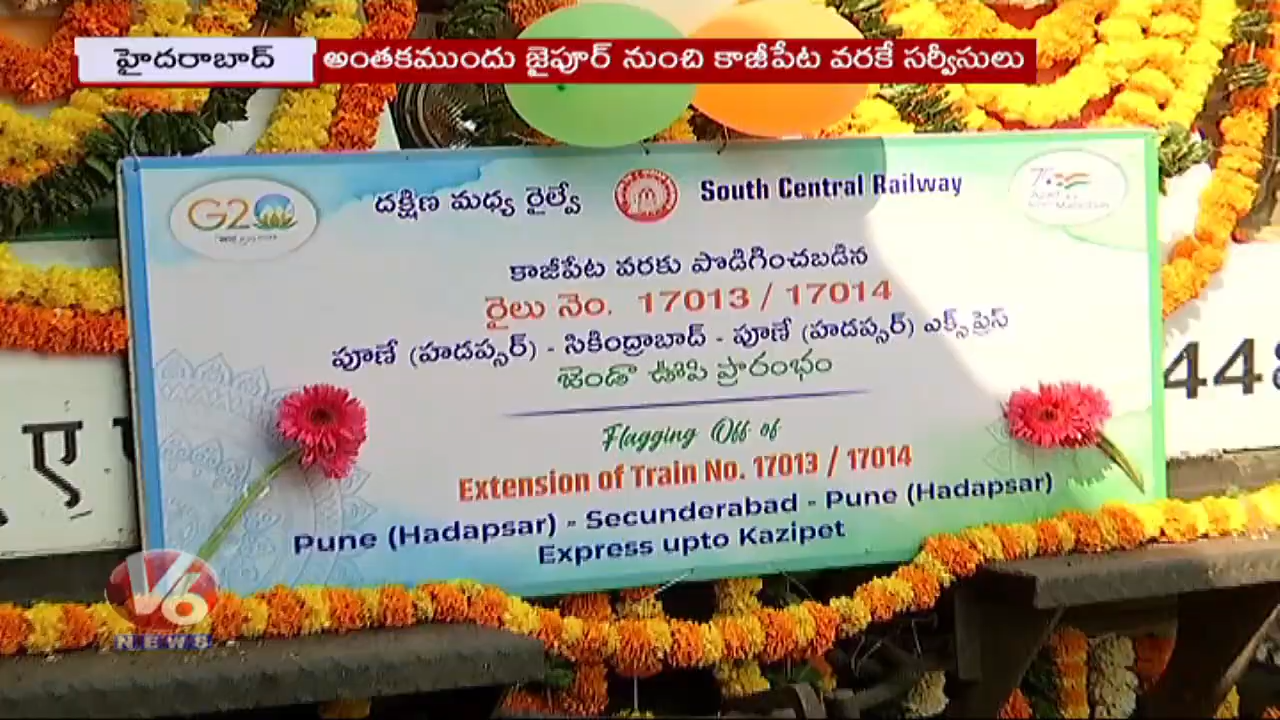 హైదరాబాద్
అంతకముందు జైపూర్ నుంచి కాజీపేట వరకే సర్వీసులు
G20
దక్షిణ మధ్య రైల్వే
South Central Railway
కాజీపేట వరకు పొడిగించబడిన
రైలు నెం. 17013 / 17014
పూణే (హడప్సర్) - సికింద్రాబాద్ - పూణే (హడప్సర్) ఎక్స్ ప్రెస్
జెండా ఊపి ప్రారంభం
Flagging Off of
Extension of Train No. 17013 / 17014
Pune (Hadapsar) - Secunderabad - Pune (Hadapsar)
Express upto Kazipet
448
V6
NEWS